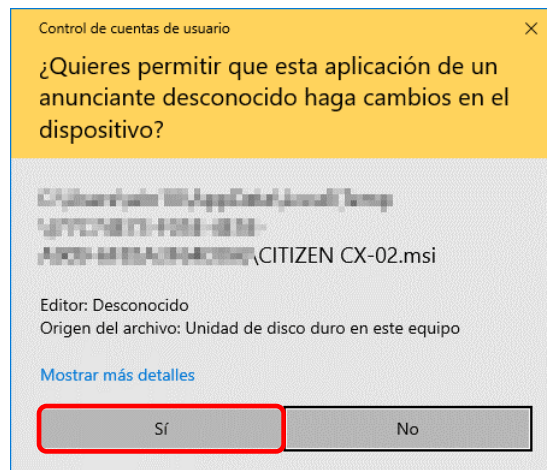 Control de cuentas de usuario
¿Quieres permitir que esta aplicación de un
anunciante desconocido haga cambios en el
dispositivo?
\CITIZEN CX-02.msi
Editor: Desconocido
Origen del archivo: Unidad de disco duro en este equipo
Mostrar más detalles
Sí
No